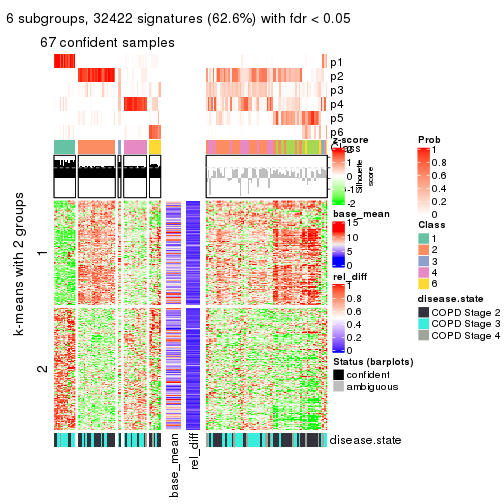 6 subgroups, 32422 signatures (62.6%) with fdr < 0.05
67 confident samples
p1
p2
p3
p4
p5
p6
Class
Silhouette
score
k-means with 2 groups
1
2
base_mean
rel_diff
disease.state
z-score
2
1
0
-1
-2
base_mean
15
10
5
0
rel_diff
1
0.8
0.6
0.4
0.2
0
Status (barplots)
confident
ambiguous
Prob
1
0.8
0.6
0.4
0.2
0
Class
1
2
3
4
6
disease.state
COPD Stage 2
COPD Stage 3
COPD Stage 4